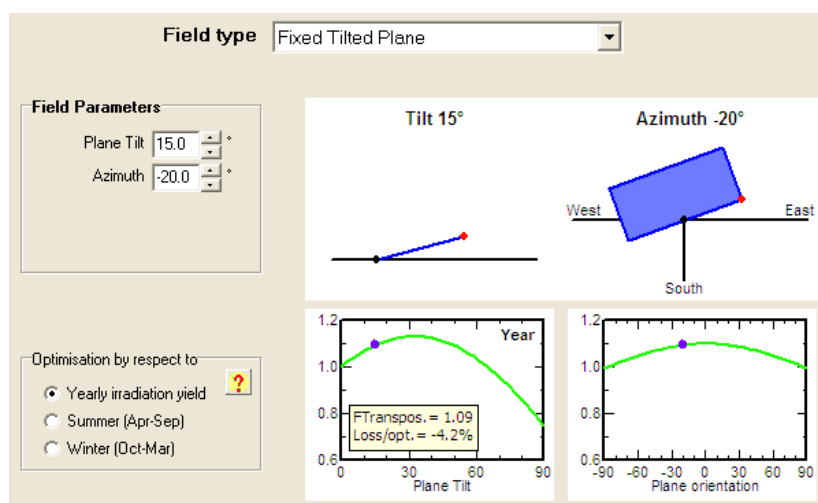 Field type Fixed Tilted Plane
Field Parameters
Plane Tilt 15.0 °
Azimuth -20.0 °
Tilt 15°
Azimuth -20°
West East
South
Optimisation by respect to
?
Yearly irradiation yield
Summer (Apr-Sep)
Winter (Oct-Mar)
Year
1.2
1.0
0.8
0.6
FTranspos. = 1.09
Loss/opt. = -4.2%
0 30 60 90
Plane Tilt
1.2
1.0
0.8
0.6
-90 -60 -30 0 30 60 90
Plane orientation